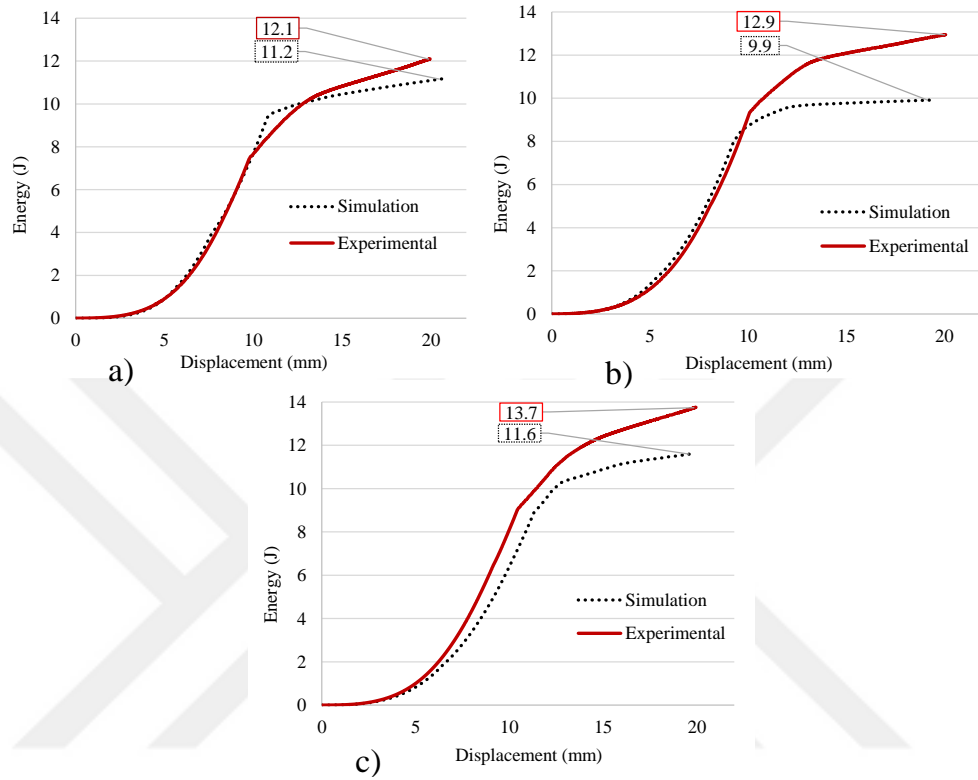 14
12
10
8
6
4
2
0
Energy (J)
12.1
11.2
Simulation
Experimental
0 5 10 15 20
Displacement (mm)
a)
14
12
10
8
6
4
2
0
Energy (J)
12.9
9.9
Simulation
Experimental
0 5 10 15 20
Displacement (mm)
b)
14
12
10
8
6
4
2
0
Energy (J)
13.7
11.6
Simulation
Experimental
0 5 10 15 20
Displacement (mm)
c)